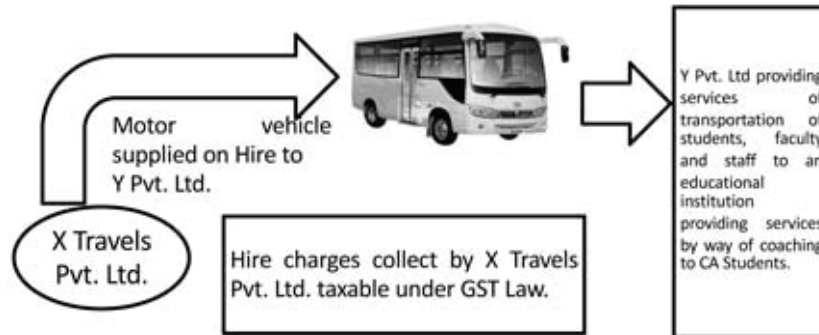 Motor vehicle
supplied on Hire to
Y Pvt. Ltd.
X Travels
Pvt. Ltd.
Hire charges collect by X Travels
Pvt. Ltd. taxable under GST Law.
Y Pvt. Ltd providing
services of
transportation of
students, faculty
and staff to an
educational
institution
providing services
by way of coaching
to CA Students.